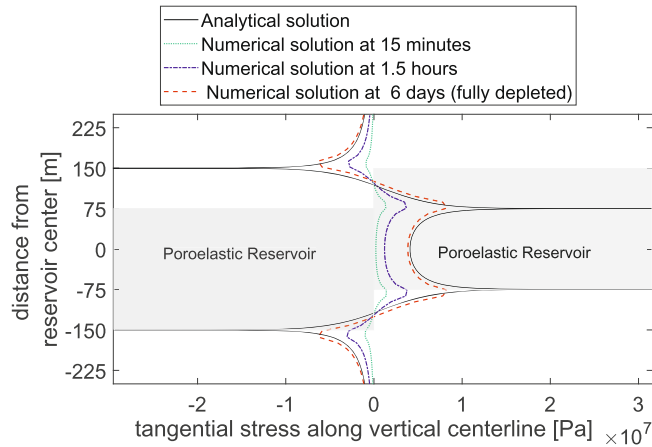 Analytical solution
Numerical solution at 15 minutes
Numerical solution at 1.5 hours
Numerical solution at 6 days (fully depleted)
distance from
reservoir center [m]
225
150
75
0
-75
-150
-225
Poroelastic Reservoir
Poroelastic Reservoir
-2
-1
0
1
2
3
tangential stress along vertical centerline [Pa]
×10⁷